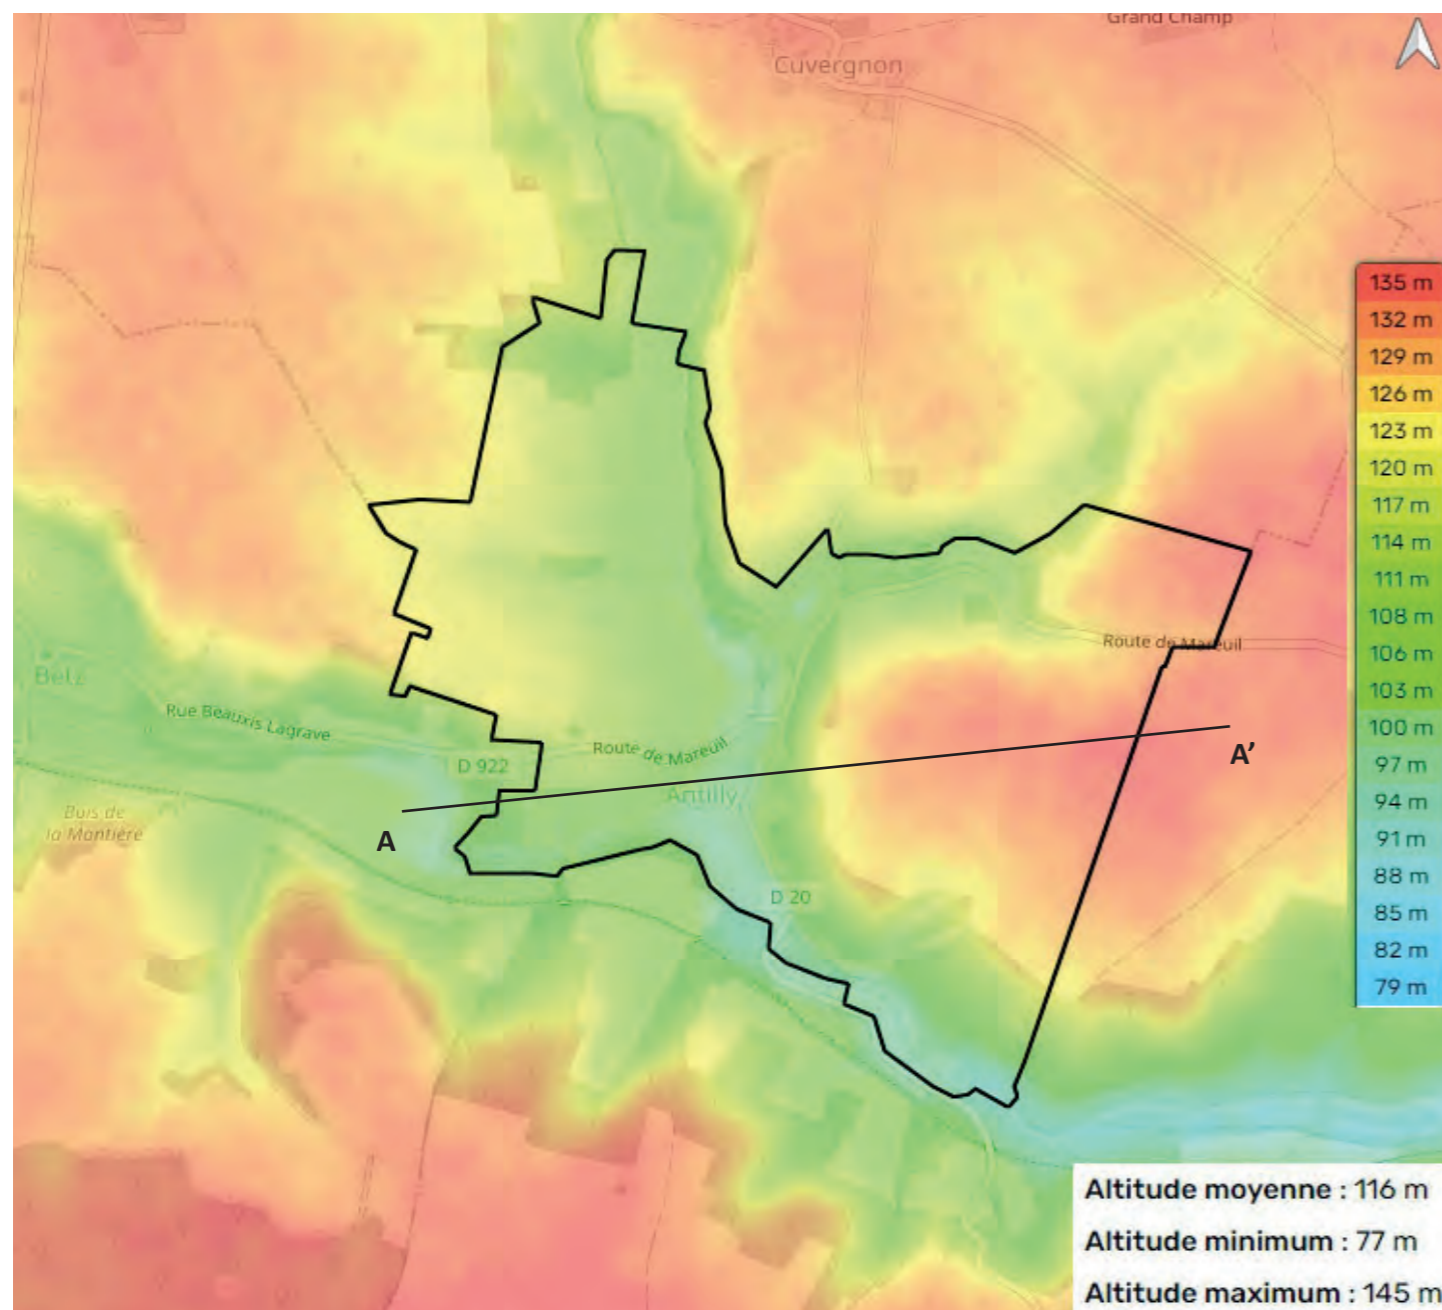 Grand Champ
Cuvergnon
135 m
132 m
129 m
126 m
123 m
120 m
117 m
114 m
111 m
108 m
106 m
103 m
100 m
97 m
94 m
91 m
88 m
85 m
82 m
79 m
Route de Mareuil
Betz
Rue Beauxis Lagrave
Route de Mareuil
D 922
A'
Antilly
Buis de
la Montière
A
D 20
Altitude moyenne : 116 m
Altitude minimum : 77 m
Altitude maximum : 145 m